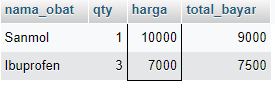 nama_obat qty harga total_bayar
Sanmol 1 10000 9000
Ibuprofen 3 7000 7500